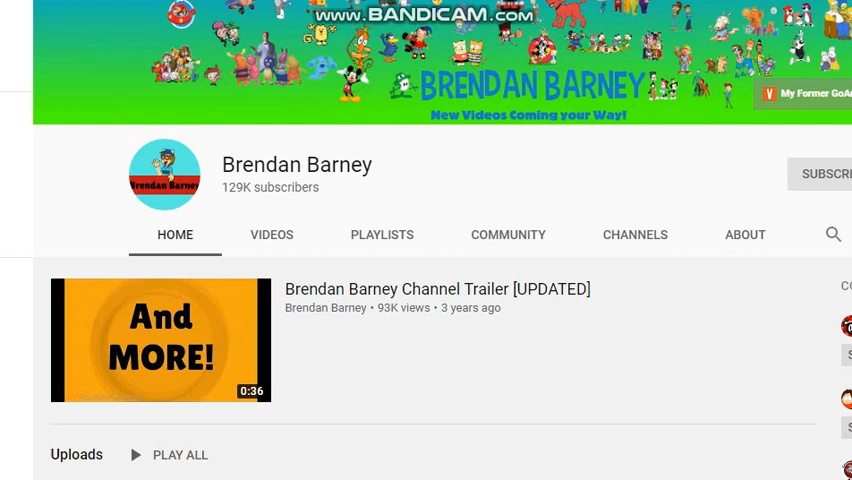 www.BANDICAM.com
BRENDAN BARNEY
New Videos Coming your Way!
My Former GoAn
Brendan Barney
Brendan Barney
129K subscribers
SUBSCRI
HOME VIDEOS PLAYLISTS COMMUNITY CHANNELS ABOUT
And
MORE!
0:36
Brendan Barney Channel Trailer [UPDATED]
Brendan Barney • 93K views • 3 years ago
Uploads PLAY ALL